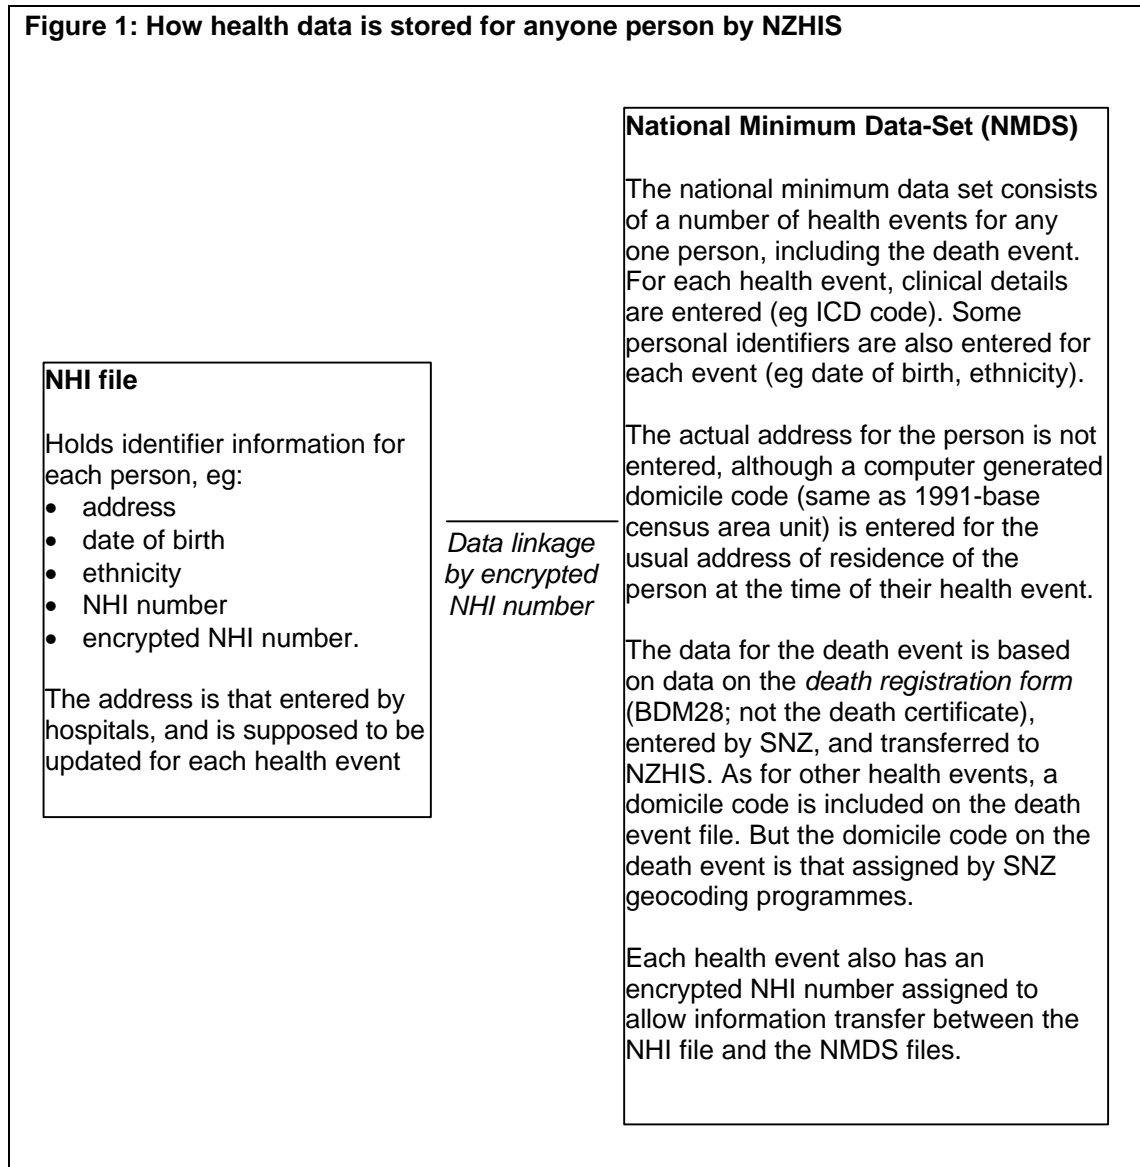 Figure 1: How health data is stored for anyone person by NZHIS
NHI file
Holds identifier information for
each person, eg:
• address
• date of birth
• ethnicity
• NHI number
• encrypted NHI number.
The address is that entered by
hospitals, and is supposed to be
updated for each health event
Data linkage
by encrypted
NHI number
National Minimum Data-Set (NMDS)
The national minimum data set consists
of a number of health events for any
one person, including the death event.
For each health event, clinical details
are entered (eg ICD code). Some
personal identifiers are also entered for
each event (eg date of birth, ethnicity).
The actual address for the person is not
entered, although a computer generated
domicile code (same as 1991-base
census area unit) is entered for the
usual address of residence of the
person at the time of their health event.
The data for the death event is based
on data on the death registration form
(BDM28; not the death certificate),
entered by SNZ, and transferred to
NZHIS. As for other health events, a
domicile code is included on the death
event file. But the domicile code on the
death event is that assigned by SNZ
geocoding programmes.
Each health event also has an
encrypted NHI number assigned to
allow information transfer between the
NHI file and the NMDS files.